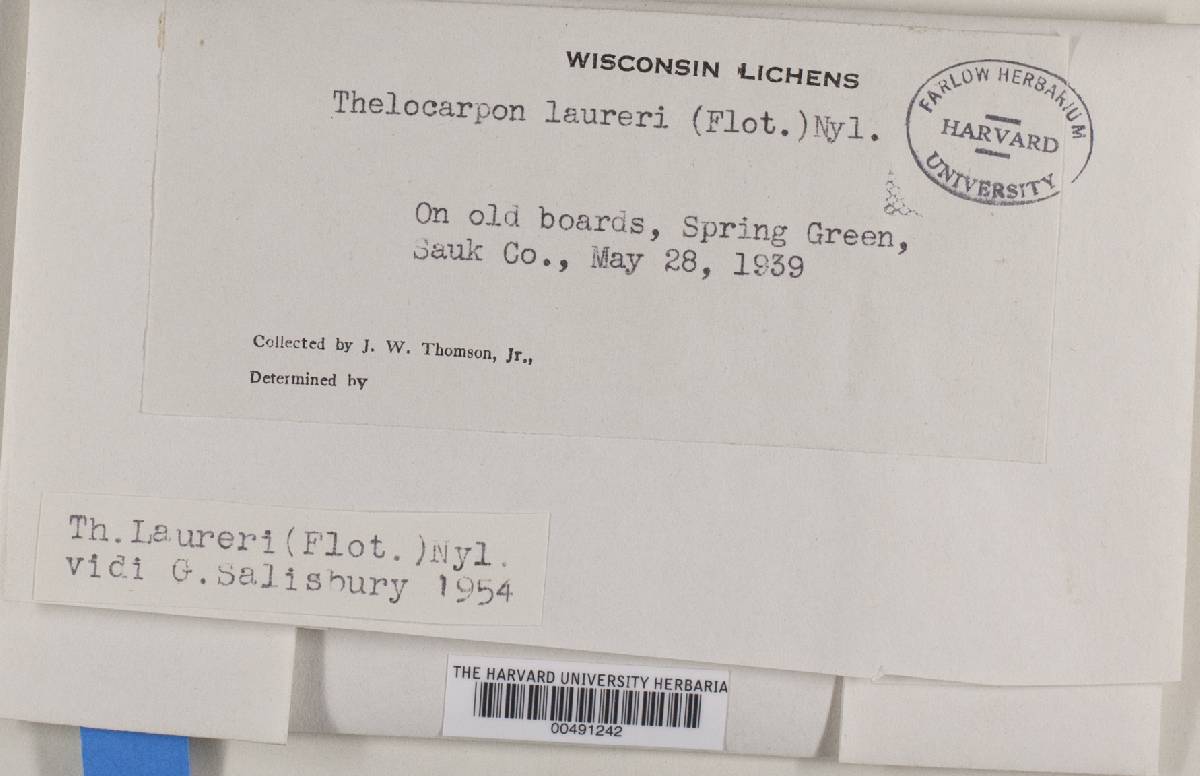 WISCONSIN LICHENS
Thelocarpon laureri (Flot.)Nyl.
FARLOW HERBARIUM
HARVARD
UNIVERSITY
On old boards, Spring Green,
Sauk Co., May 28, 1939
Collected by J. W. Thomson, Jr.,
Determined by
Th.Laureri(Flot.)Nyl.
vidi G.Salisbury 1954
THE HARVARD UNIVERSITY HERBARIA
00491242